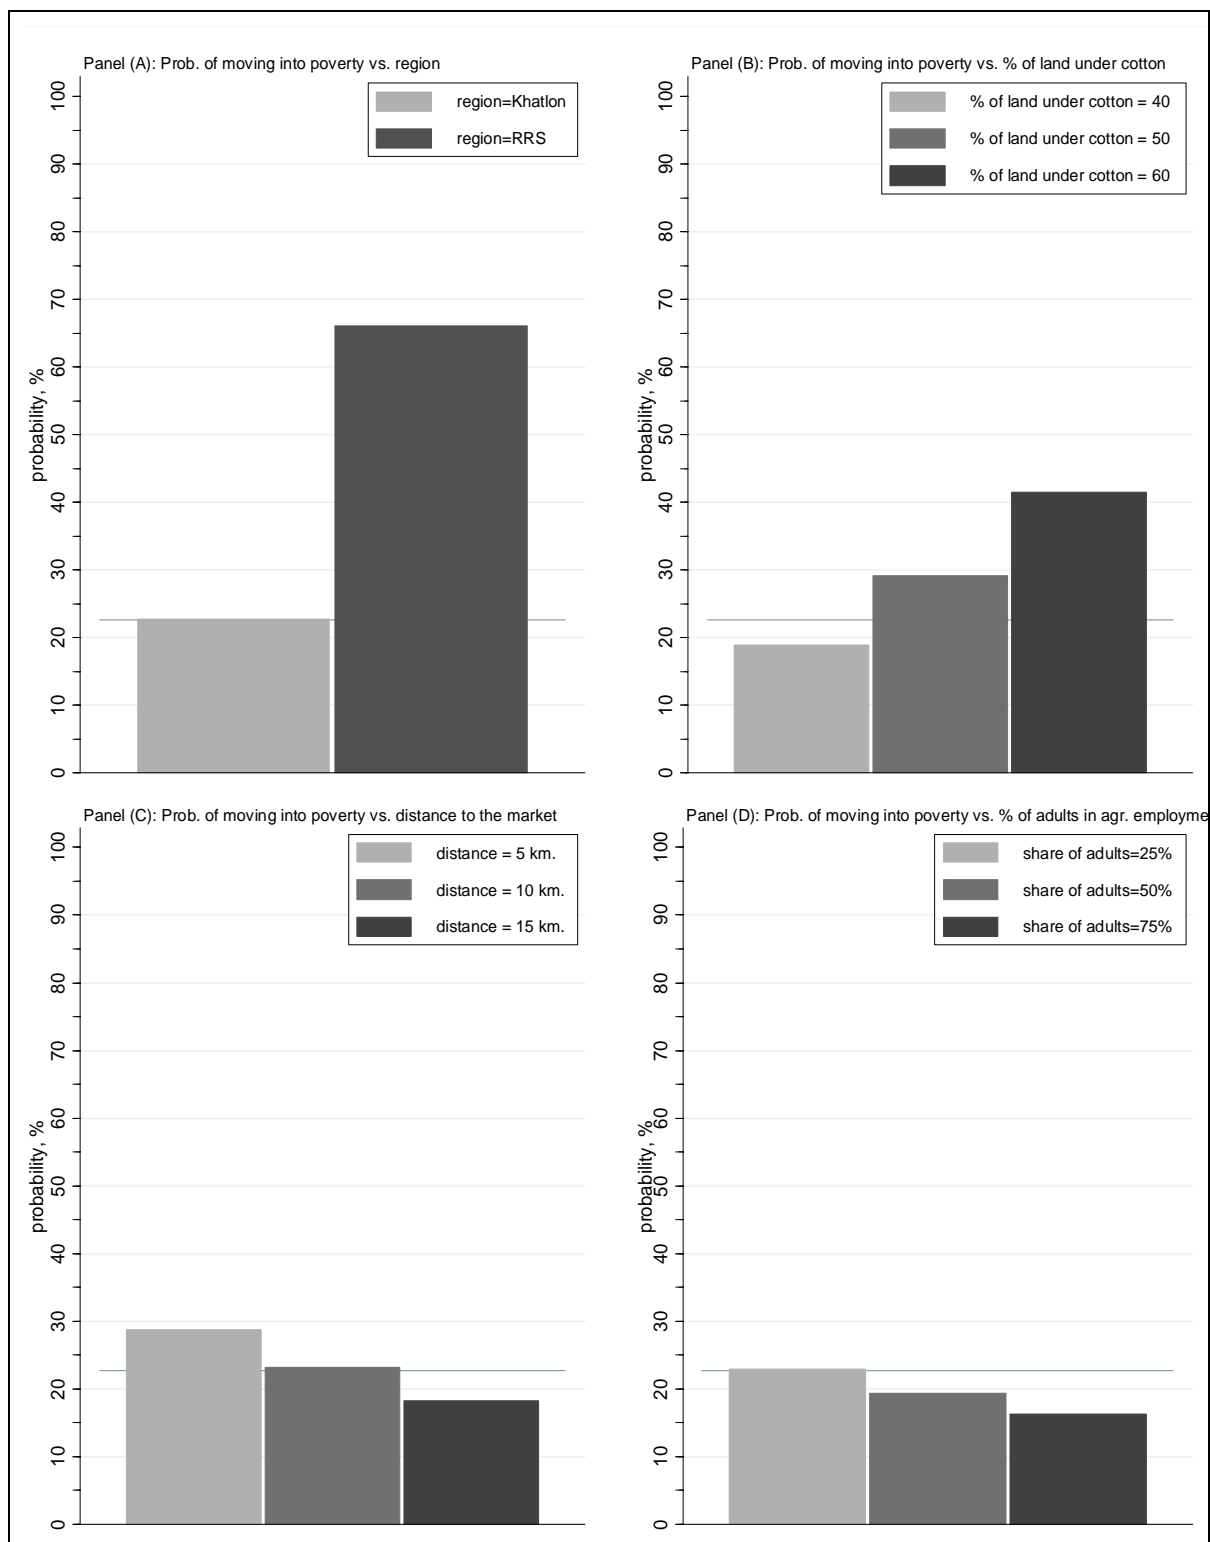 Panel (A): Prob. of moving into poverty vs. region
region=Khatlon
region=RRS
probability, %
100
90
80
70
60
50
40
30
20
10
0
Panel (B): Prob. of moving into poverty vs. % of land under cotton
% of land under cotton = 40
% of land under cotton = 50
% of land under cotton = 60
probability, %
100
90
80
70
60
50
40
30
20
10
0
Panel (C): Prob. of moving into poverty vs. distance to the market
distance = 5 km.
distance = 10 km.
distance = 15 km.
probability, %
100
90
80
70
60
50
40
30
20
10
0
Panel (D): Prob. of moving into poverty vs. % of adults in agr. employme
share of adults=25%
share of adults=50%
share of adults=75%
probability, %
100
90
80
70
60
50
40
30
20
10
0